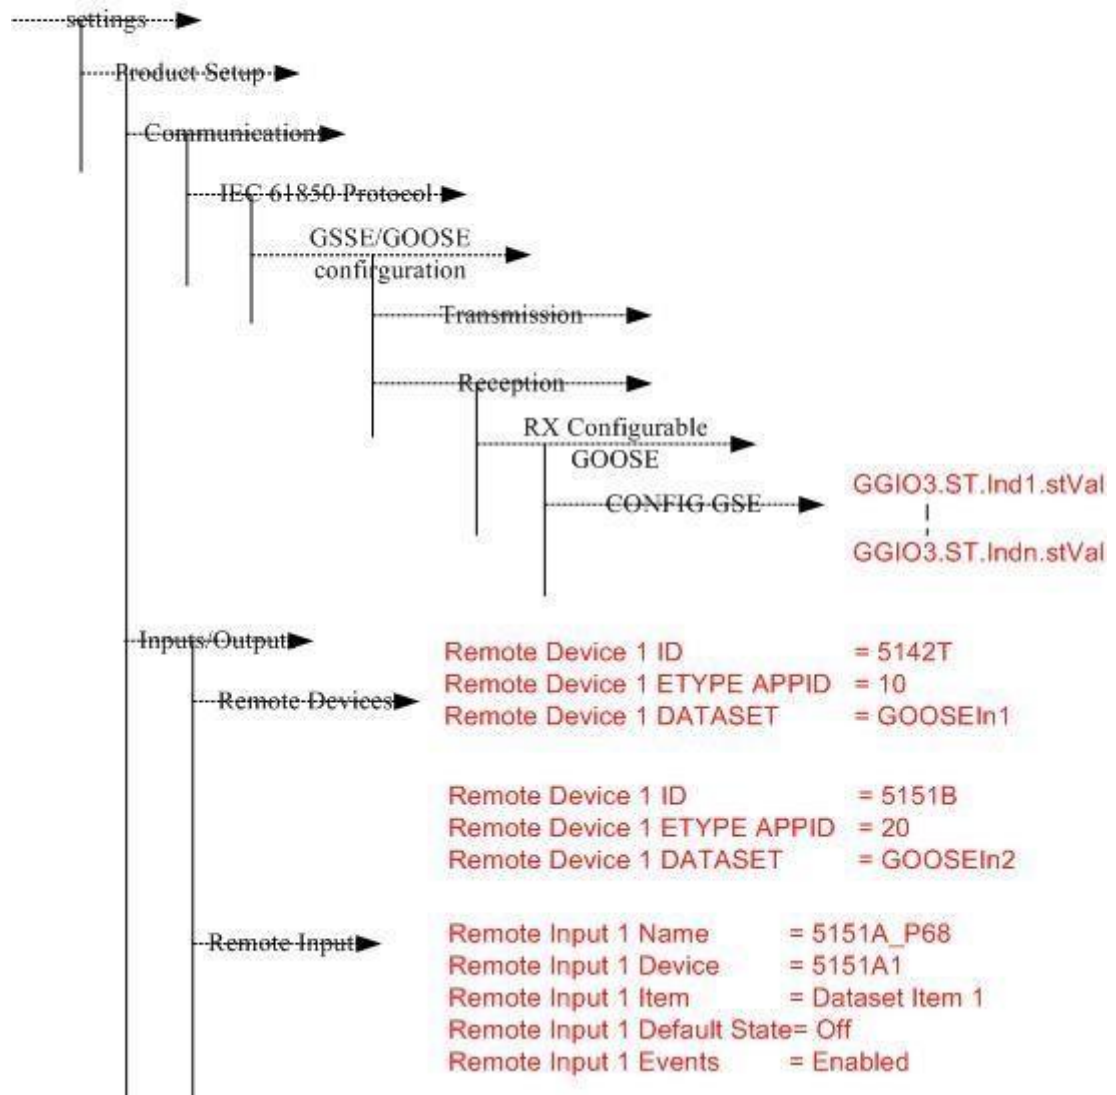 settings
Product Setup
Communications
IEC 61850 Protocol
GSSE/GOOSE
confirguration
Transmission
Reception
RX Configurable
GOOSE
CONFIG GSE
GGIO3.ST.Ind1.stVal
GGIO3.ST.Indn.stVal
Inputs/Output
Remote Devices
Remote Device 1 ID = 5142T
Remote Device 1 ETYPE APPID = 10
Remote Device 1 DATASET = GOOSEIn1
Remote Device 1 ID = 5151B
Remote Device 1 ETYPE APPID = 20
Remote Device 1 DATASET = GOOSEIn2
Remote Input
Remote Input 1 Name = 5151A_P68
Remote Input 1 Device = 5151A1
Remote Input 1 Item = Dataset Item 1
Remote Input 1 Default State= Off
Remote Input 1 Events = Enabled